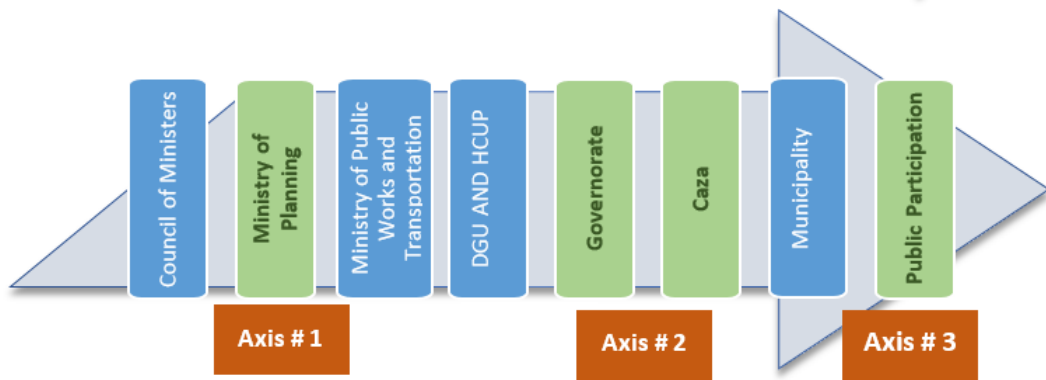 Council of Ministers
Ministry of
Planning
Ministry of Public
Works and
Transportation
DGU AND HCUP
Governorate
Caza
Municipality
Public Participation
Axis # 1
Axis # 2
Axis # 3